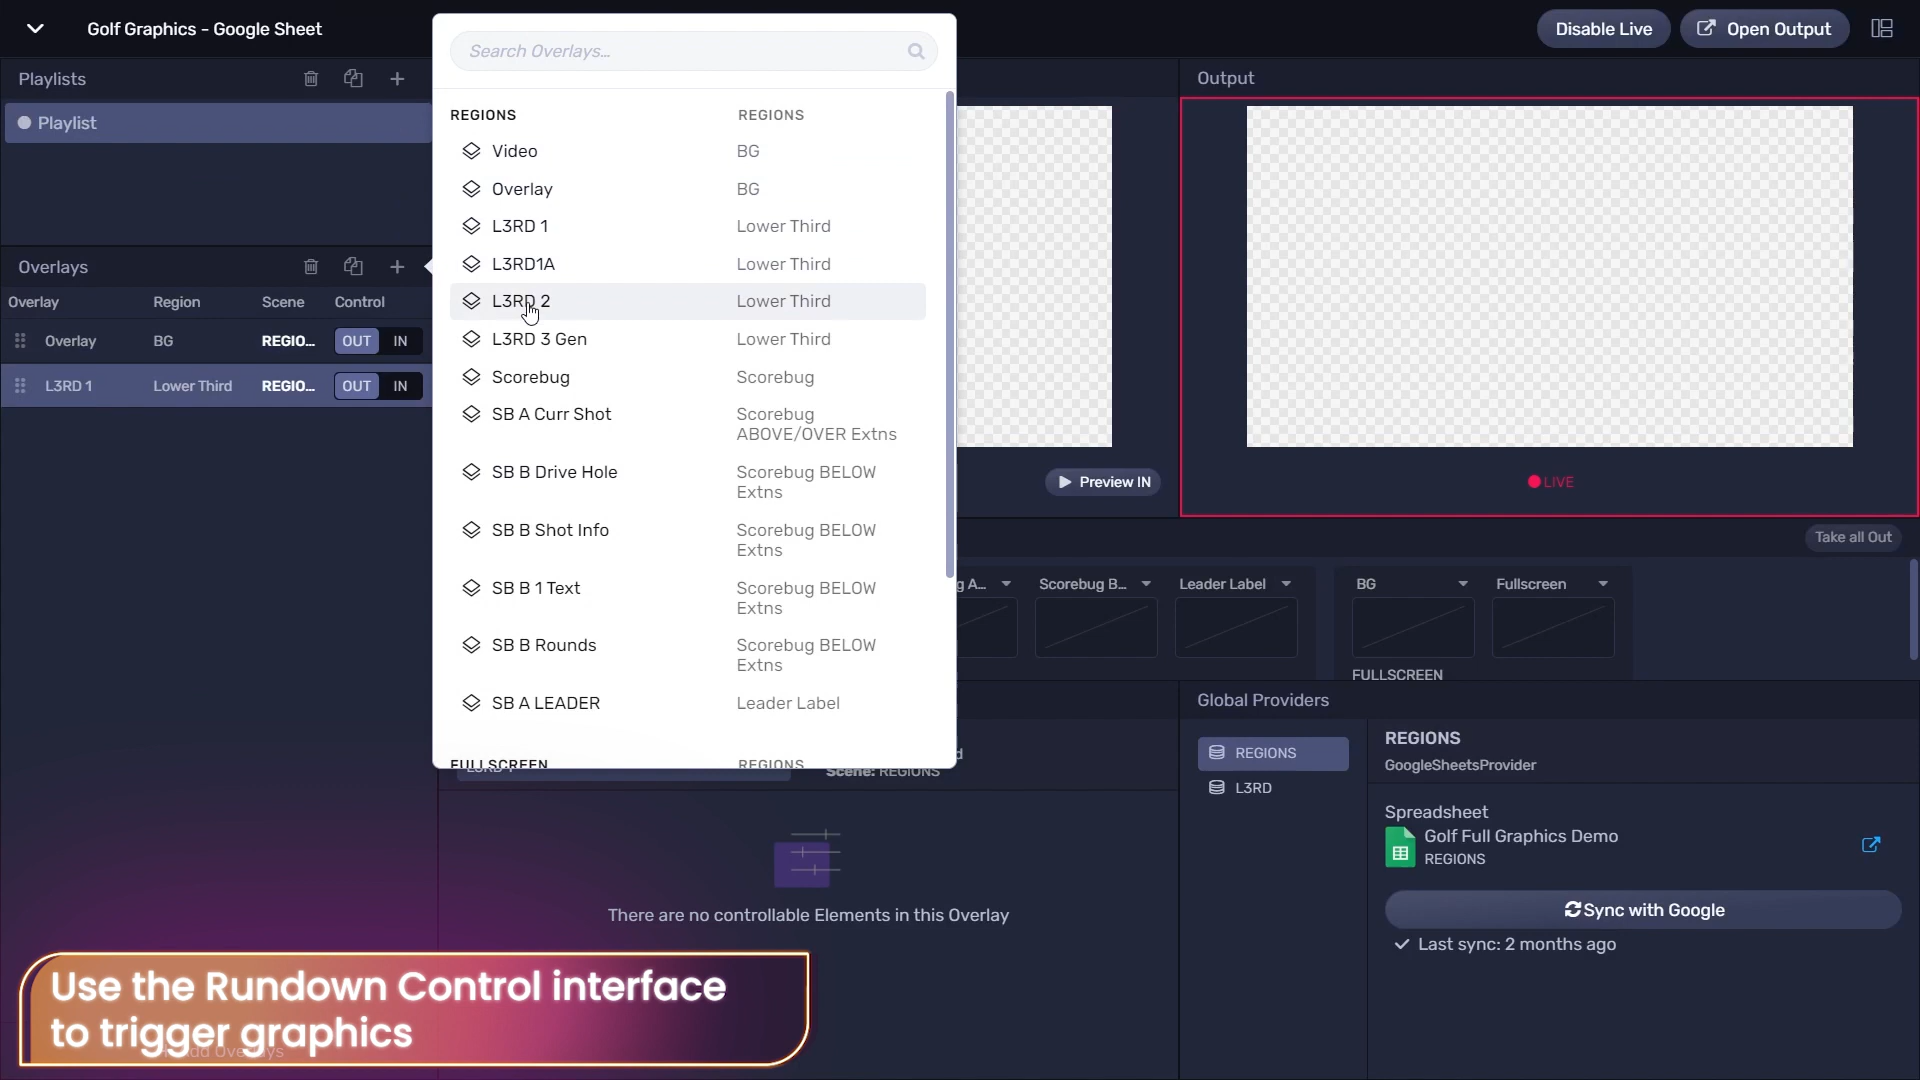 Golf Graphics - Google Sheet
Disable Live
Open Output
Playlists
Playlist
Search Overlays...
REGIONS REGIONS
Video BG
Overlay BG
L3RD 1 Lower Third
L3RD1A Lower Third
L3RD 2 Lower Third
L3RD 3 Gen Lower Third
Scorebug Scorebug
SB A Curr Shot Scorebug
ABOVE/OVER Extns
SB B Drive Hole Scorebug BELOW
Extns
SB B Shot Info Scorebug BELOW
Extns
SB B 1 Text Scorebug BELOW
Extns
SB B Rounds Scorebug BELOW
Extns
SB A LEADER Leader Label
FULLSCREEN REGIONS
Overlays
Overlay Region Scene Control
Overlay BG REGIO... OUT IN
L3RD 1 Lower Third REGIO... OUT IN
Output
Preview IN
LIVE
Take all Out
g A... Scorebug B... Leader Label BG Fullscreen
FULLSCREEN
L3RD 1
Scene: REGIONS
There are no controllable Elements in this Overlay
Global Providers
REGIONS
L3RD
REGIONS
GoogleSheetsProvider
Spreadsheet
Golf Full Graphics Demo
REGIONS
Sync with Google
Last sync: 2 months ago
Use the Rundown Control interface
to trigger graphics